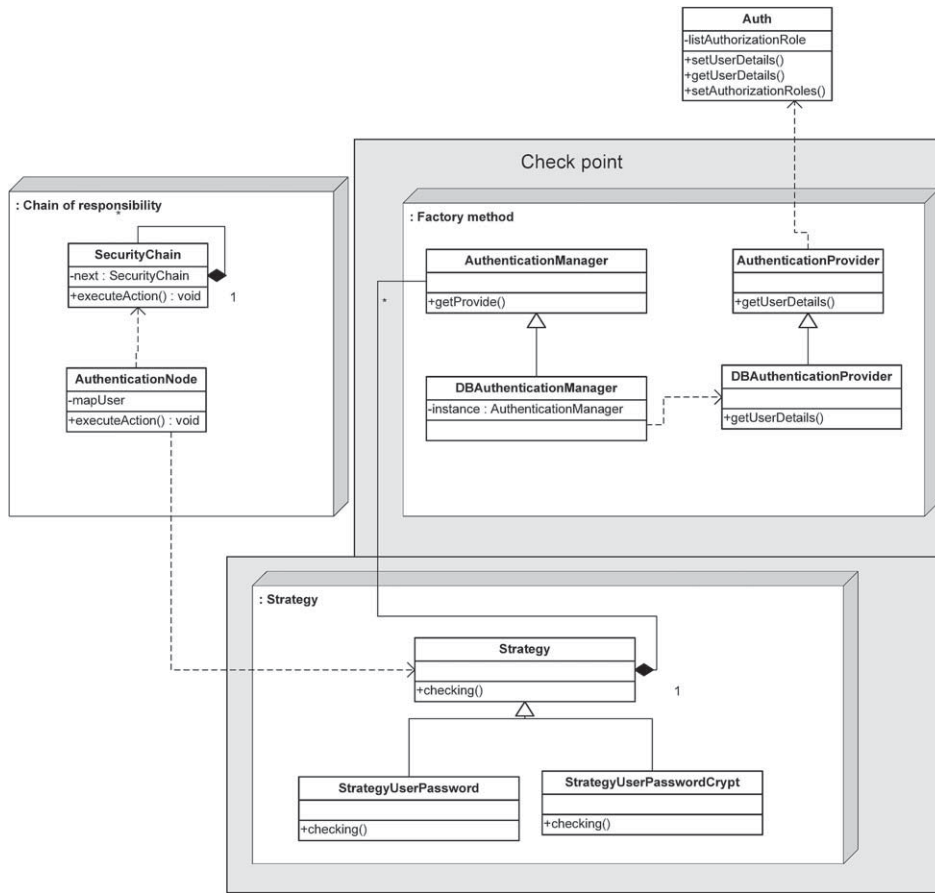 Auth
-listAuthorizationRole
+setUserDetails()
+getUserDetails()
+setAuthorizationRoles()
Check point
: Chain of responsibility
*
SecurityChain
-next : SecurityChain
+executeAction() : void
1
AuthenticationNode
-mapUser
+executeAction() : void
: Factory method
AuthenticationManager
+getProvide()
*
AuthenticationProvider
+getUserDetails()
DBAuthenticationManager
-instance : AuthenticationManager
DBAuthenticationProvider
+getUserDetails()
: Strategy
Strategy
+checking()
1
StrategyUserPassword
+checking()
StrategyUserPasswordCrypt
+checking()